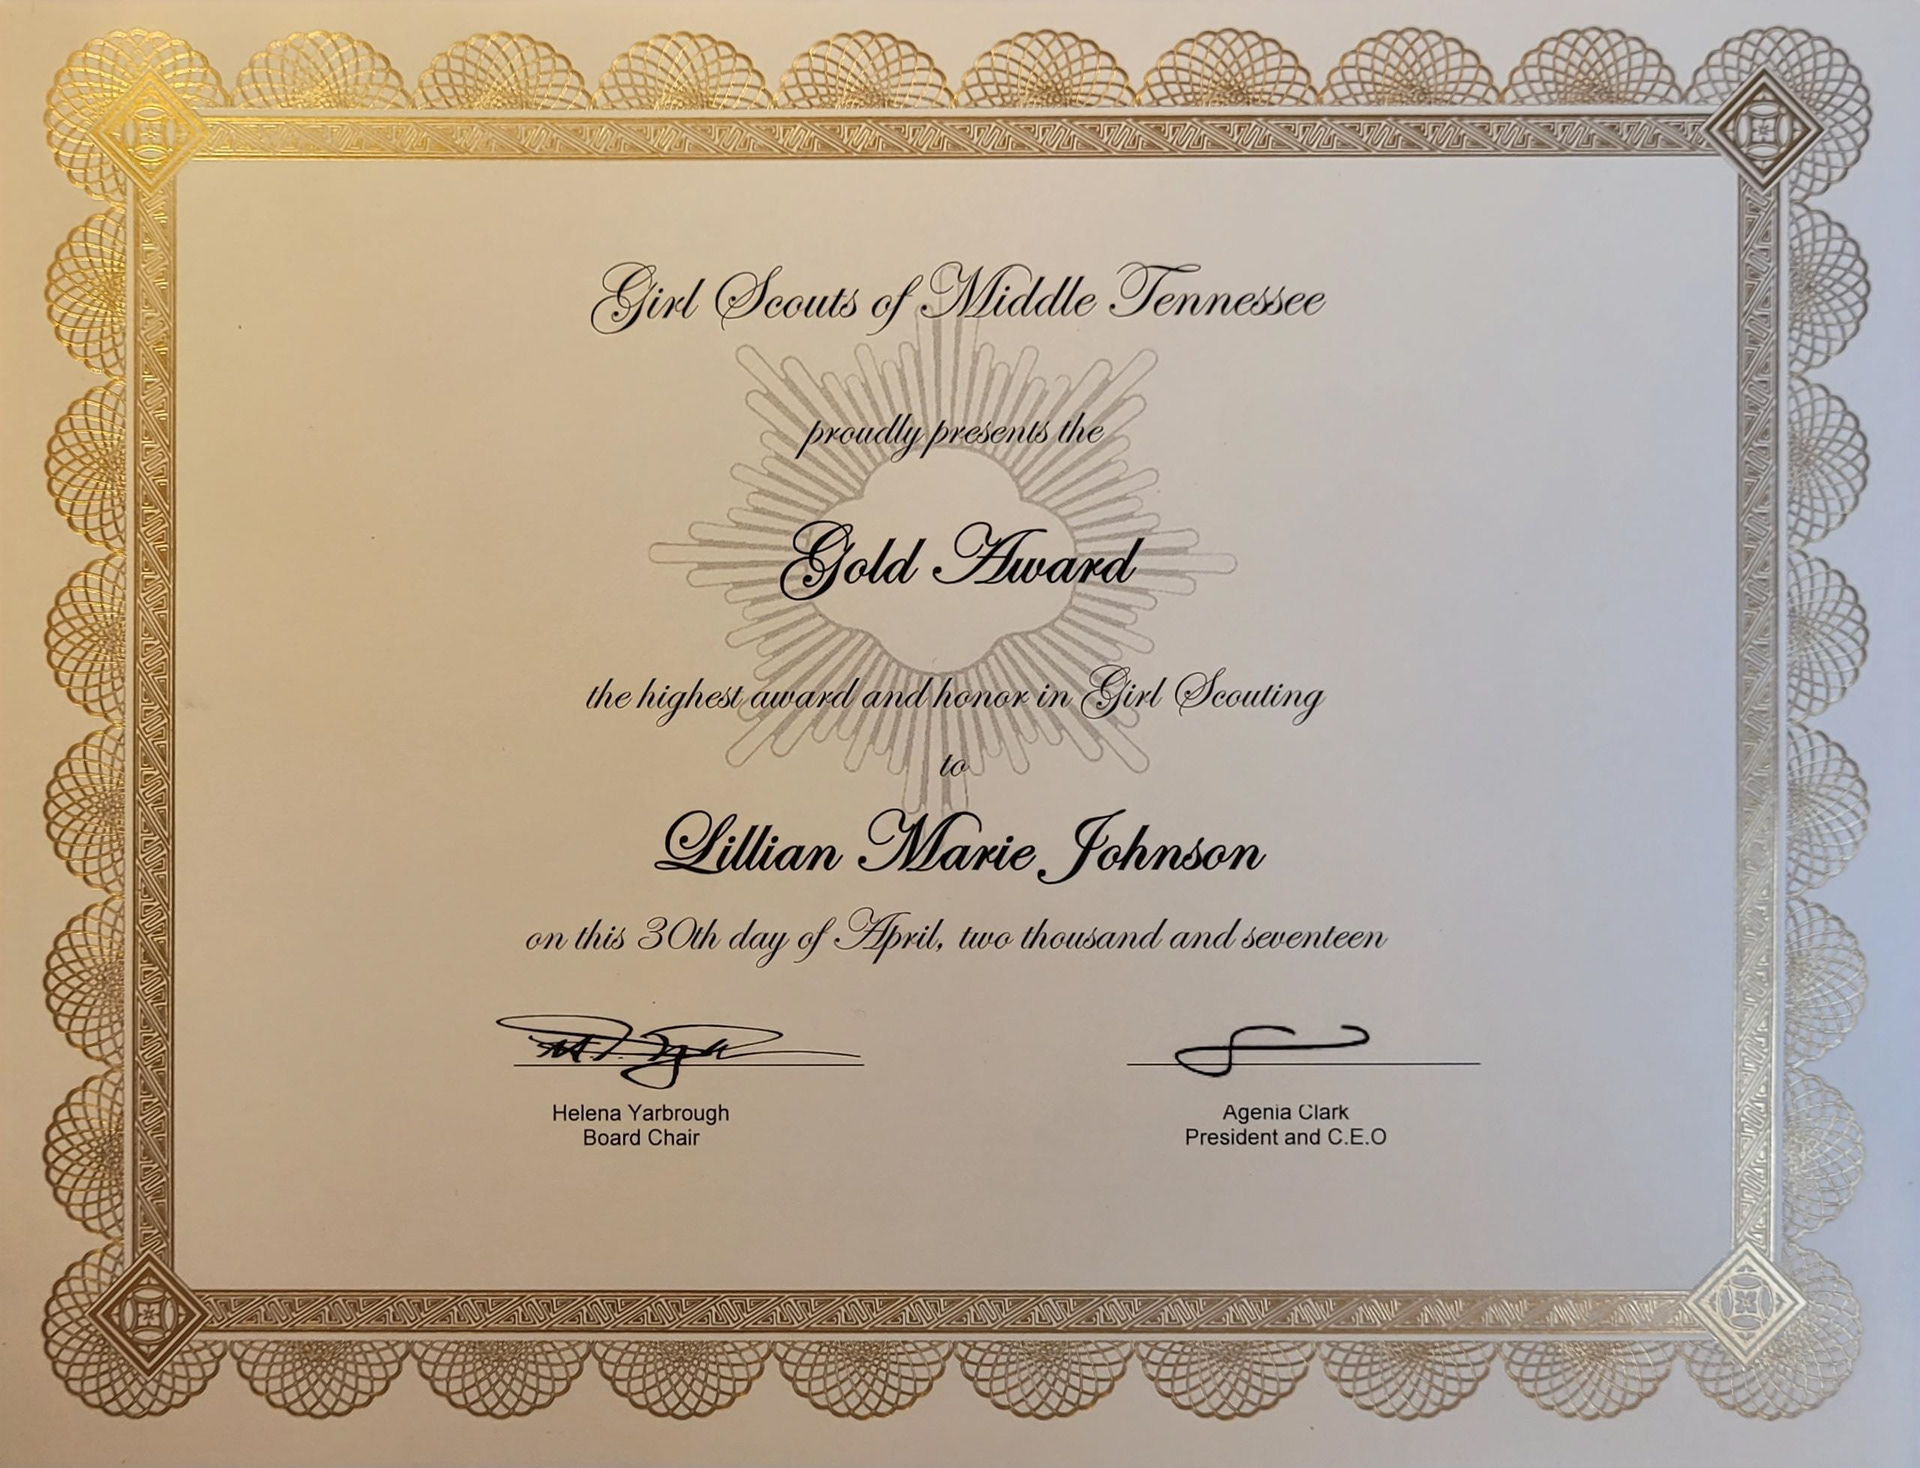 Girl Scouts of Middle Tennessee
proudly presents the
Gold Award
the highest award and honor in Girl Scouting
to
Lillian Marie Johnson
on this 30th day of April, two thousand and seventeen
Helena Yarbrough
Board Chair
Agenia Clark
President and C.E.O